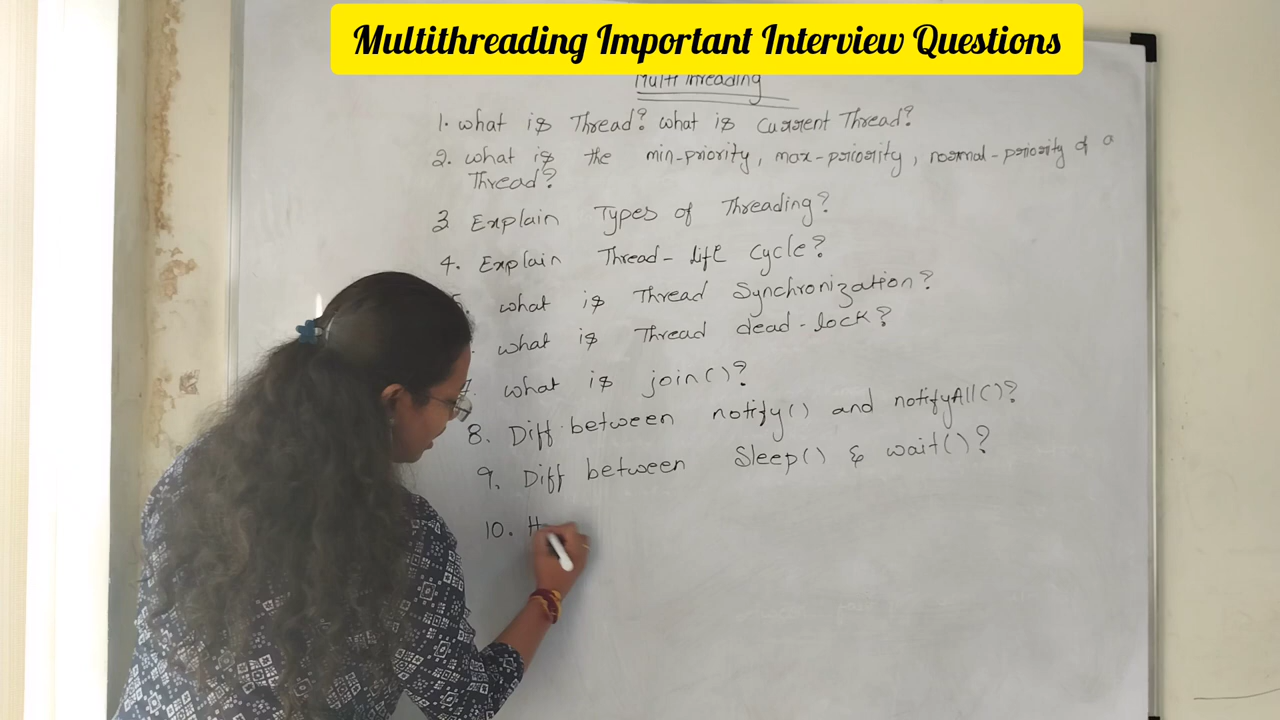 Multithreading Important Interview Questions
Multithreading
1. what is Thread? what is current Thread?
2. what is the min-priority, max-priority, normal-priority of a
Thread?
3 Explain Types of Threading?
4. Explain Thread-life cycle?
5. what is Thread Synchronization?
. what is Thread dead-lock?
7. what is join()?
8. Diff between notify() and notifyAll()?
9. Diff between Sleep() & wait()?
10. H